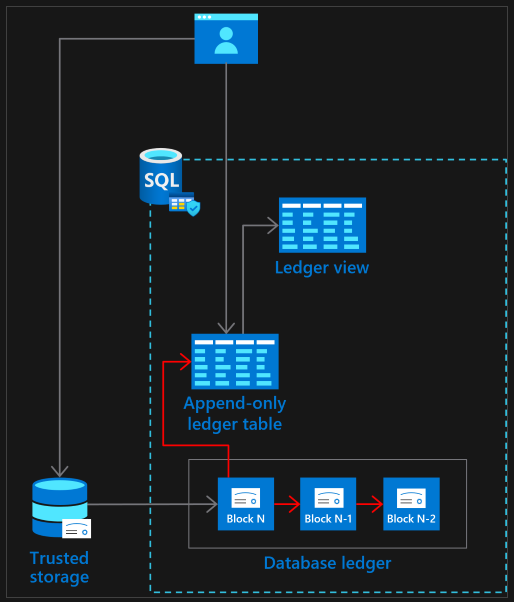 SQL
Ledger view
Append-only
ledger table
Block N
Block N-1
Block N-2
Trusted
storage
Database ledger